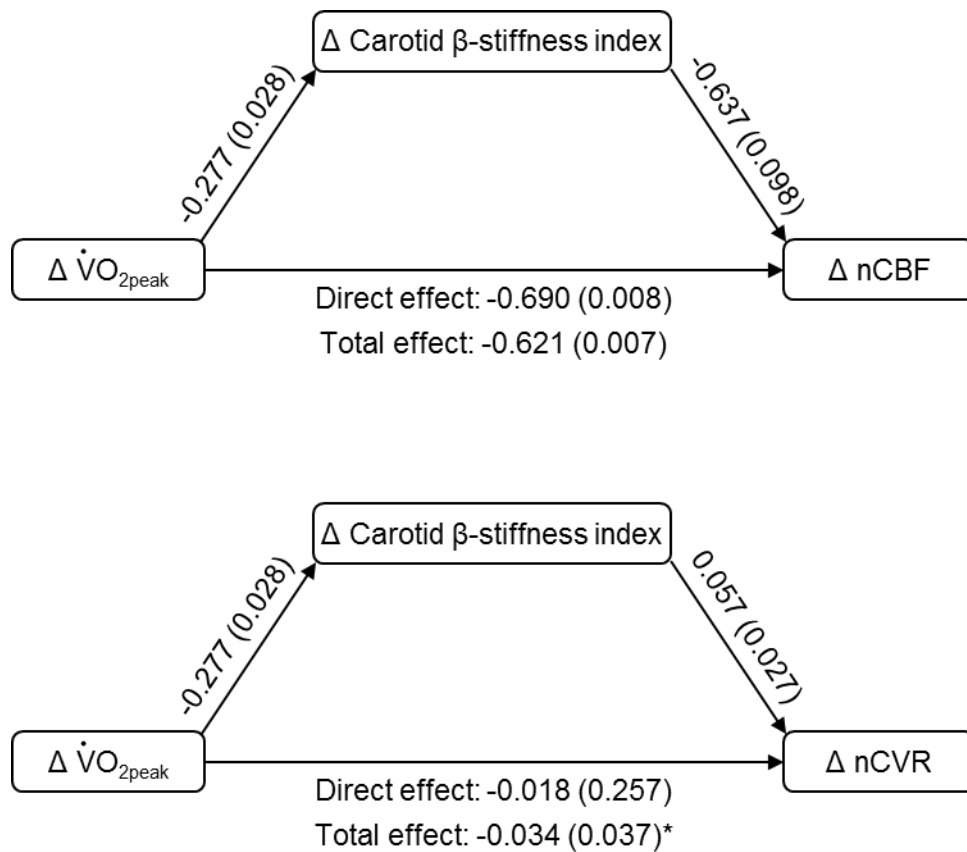 Δ Carotid β-stiffness index
-0.277 (0.028)
-0.637 (0.098)
Δ V̇O₂peak
Δ nCBF
Direct effect: -0.690 (0.008)
Total effect: -0.621 (0.007)
Δ Carotid β-stiffness index
-0.277 (0.028)
0.057 (0.027)
Δ V̇O₂peak
Δ nCVR
Direct effect: -0.018 (0.257)
Total effect: -0.034 (0.037)*